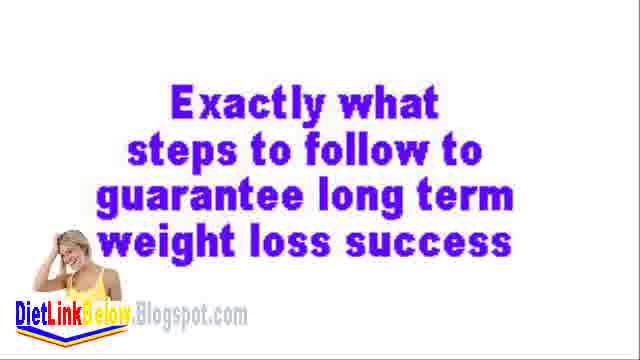 Exactly what
steps to follow to
guarantee long term
weight loss success
DietLinkBelow.Blogspot.com